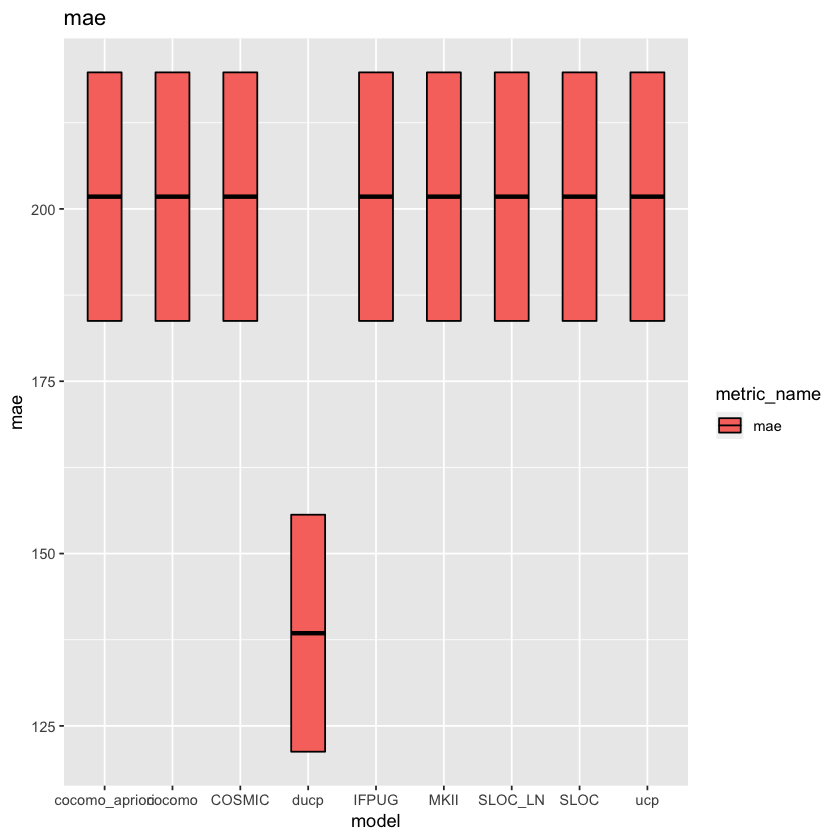 mae
200
175
150
125
mae
cocomo_apriori cocomo COSMIC ducp IFPUG MKII SLOC_LN SLOC ucp
model
metric_name
mae